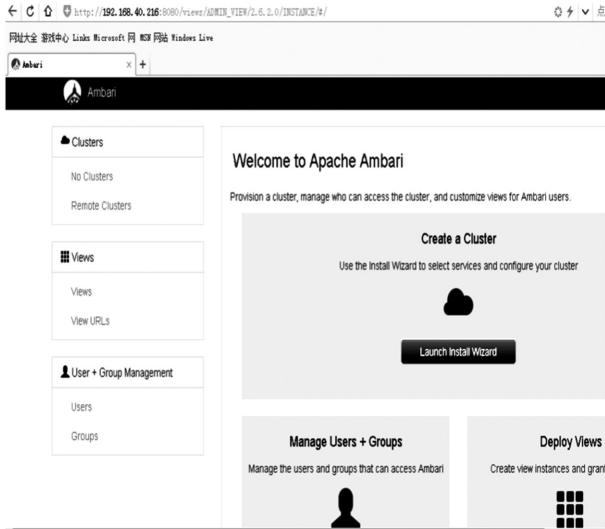 http://192.168.40.216:8080/views/ADMIN_VIEW/2.6.2.0/INSTANCE/#/
点
网址大全 游戏中心 Links Microsoft 网 MSN 网站 Windows Live
Ambari
Ambari
Clusters
No Clusters
Remote Clusters
Views
Views
View URLs
User + Group Management
Users
Groups
Welcome to Apache Ambari
Provision a cluster, manage who can access the cluster, and customize views for Ambari users.
Create a Cluster
Use the Install Wizard to select services and configure your cluster
Launch Install Wizard
Manage Users + Groups
Manage the users and groups that can access Ambari
Deploy Views
Create view instances and grant